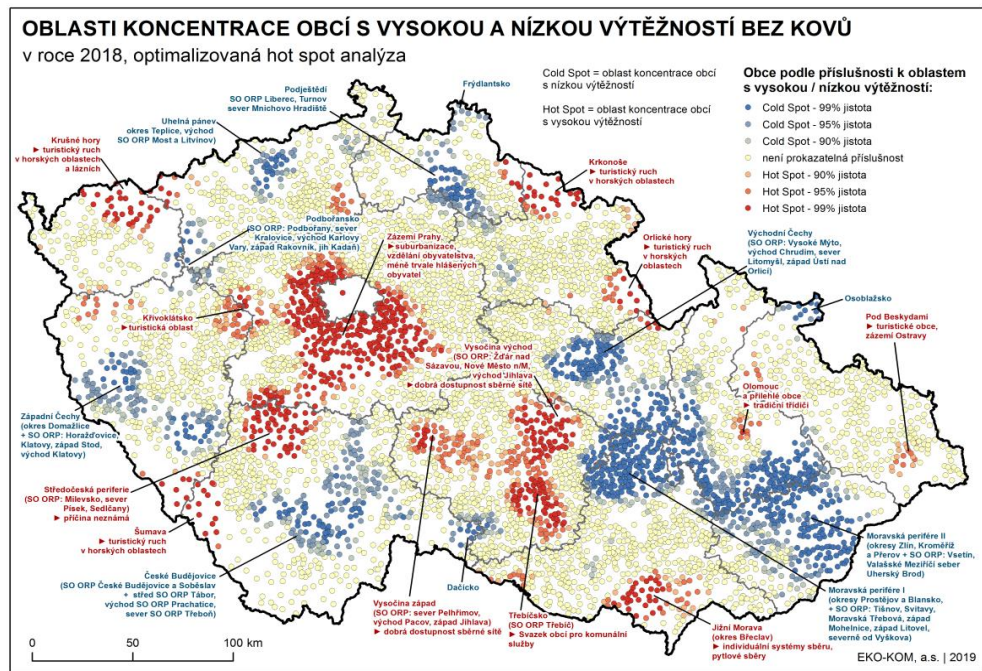 OBLASTI KONCENTRACE OBCÍ S VYSOKOU A NÍZKOU VÝTĚŽNOSTÍ BEZ KOVŮ
v roce 2018, optimalizovaná hot spot analýza
Cold Spot = oblast koncentrace obcí
s nízkou výtěžností
Hot Spot = oblast koncentrace obcí
s vysokou výtěžností
Obce podle příslušnosti k oblastem
s vysokou / nízkou výtěžností:
Cold Spot - 99% jistota
Cold Spot - 95% jistota
Cold Spot - 90% jistota
není prokazatelná příslušnost
Hot Spot - 90% jistota
Hot Spot - 95% jistota
Hot Spot - 99% jistota
Podještědí
SO ORP Liberec, Turnov
sever Mnichovo Hradiště
Frýdlantsko
Uhelná pánev
okres Teplice, východ
SO ORP Most a Litvínov
Krušné hory
► turistický ruch
v horských oblastech
a lázních
Krkonoše
► turistický ruch
v horských oblastech
Podbořansko
(SO ORP: Podbořany, sever
Kralovice, východ Karlovy
Vary, západ Rakovník, jih Kadaň)
Zázemí Prahy
► suburbanizace,
vzdělání obyvatelstva,
méně trvale hlášených
obyvatel
Orlické hory
► turistický ruch
v horských
oblastech
Východní Čechy
(SO ORP: Vysoké Mýto,
východ Chrudim, sever
Litomyšl, západ Ústí nad
Orlicí)
Osoblažsko
Pod Beskydami
► turistické obce,
zázemí Ostravy
Křivoklátsko
► turistická oblast
Vysočina východ
(SO ORP: Žďár nad
Sázavou, Nové Město n/M,
východ Jihlava)
► dobrá dostupnost sběrné sítě
Olomouc
a přilehlé obce
► tradiční třídiči
Západní Čechy
(okres Domažlice
+ SO ORP: Horažďovice,
Klatovy, západ Stod,
východ Klatovy)
Středočeská periferie
(SO ORP: Milevsko, sever
Písek, Sedlčany)
► příčina neznámá
Šumava
► turistický ruch
v horských oblastech
České Budějovice
(SO ORP České Budějovice a Soběslav
+ střed SO ORP Tábor,
východ SO ORP Prachatice,
sever SO ORP Třeboň)
Dačicko
Vysočina západ
(SO ORP: sever Pelhřimov,
východ Pacov, západ Jihlava)
► dobrá dostupnost sběrné sítě
Třebíčsko
(SO ORP Třebíč)
► Svazek obcí pro komunální
služby
Jižní Morava
(okres Břeclav)
► individuální systémy sběru,
pytlové sběry
Moravská perifére II
(okresy Zlín, Kroměříž
a Přerov + SO ORP: Vsetín,
Valašské Meziříčí seber
Uherský Brod)
Moravská perifére I
(okresy Prostějov a Blansko,
+ SO ORP: Tišnov, Svitavy,
Moravská Třebová, západ
Mohelnice, západ Litovel,
severně od Vyškova)
0 50 100 km
EKO-KOM, a.s. | 2019